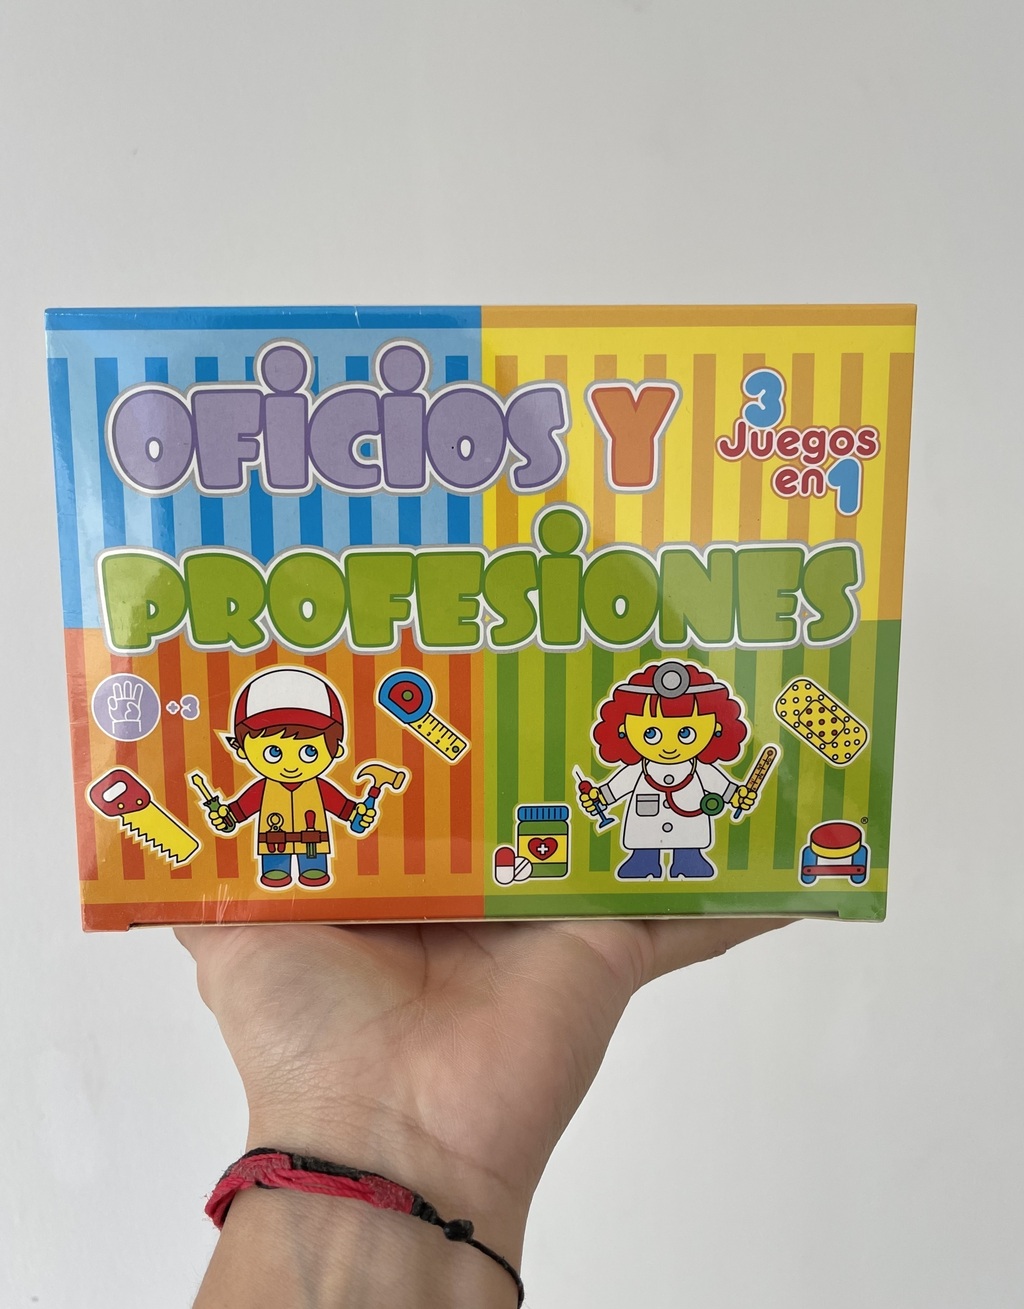 OFiCiOS Y
3
Juegos
en 1
PROFESiONES
+3
®